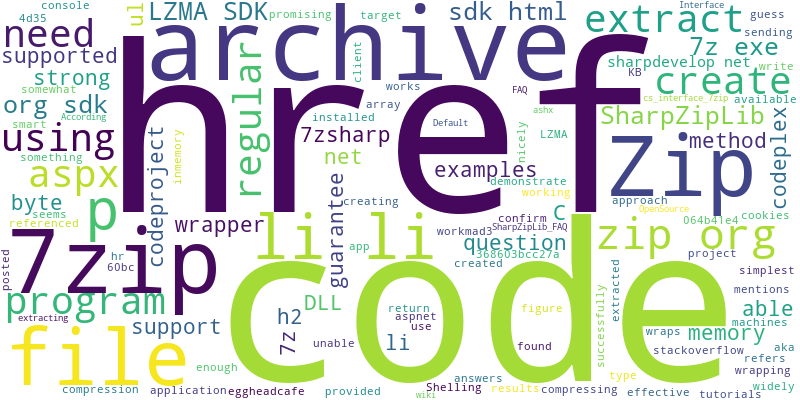 console
LZMA SDK
promising
target
sdk html
Interface
guess
4d35
ul
archive
client
extract
sending
need
7z exe
supported
href
sharpdevelop net
strong
regular
works
FAQ
KB
create
somewhat
array
ashx
write
cs_interface_7zip
available
org sdk
According
smart
installed
Default
nicely
LZMA
SharpZipLib
codeplex
using
codeproject
inmemory
7zsharp
method
machines
something
net
Zip
aspx
examples
approach
demonstrate
working
byte
p
guarantee
creating
OpenSource
064b41e4
cookies
seems
referenced
wrapper
workmad3
confirm
SharpZipLib_FAQ
c
zip org
7zip
li li
question
app
created
368603bcc27a
project
hr
60bc
posted
code
simplest
extracted
mentions
program
DLL
memory
able
h2
return
figure
successfully
aspnet
use
wraps
machines
aka
extracting
support
7z
li
unable
found
stackoverflow
refers
file
enough
answers
type
wrapping
compression
application
provided
Shelling
compressing
effective
widely
eggheadcafe
wiki
results
tutorials